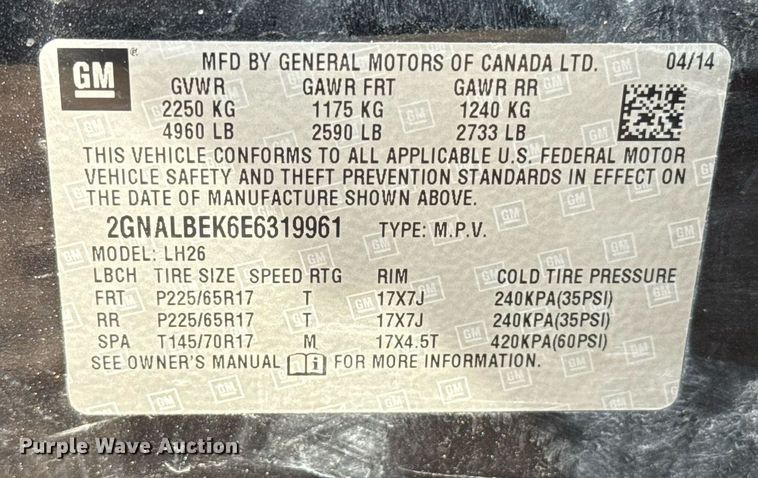 GM ® MFD BY GENERAL MOTORS OF CANADA LTD. 04/14
GVWR GAWR FRT GAWR RR
2250 KG 1175 KG 1240 KG
4960 LB 2590 LB 2733 LB
THIS VEHICLE CONFORMS TO ALL APPLICABLE U.S. FEDERAL MOTOR
VEHICLE SAFETY AND THEFT PREVENTION STANDARDS IN EFFECT ON
THE DATE OF MANUFACTURE SHOWN ABOVE.
2GNALBEK6E6319961 TYPE: M.P.V.
MODEL: LH26
LBCH TIRE SIZE SPEED RTG RIM COLD TIRE PRESSURE
FRT P225/65R17 T 17X7J 240KPA(35PSI)
RR P225/65R17 T 17X7J 240KPA(35PSI)
SPA T145/70R17 M 17X4.5T 420KPA(60PSI)
SEE OWNER'S MANUAL i FOR MORE INFORMATION.
Purple Wave Auction